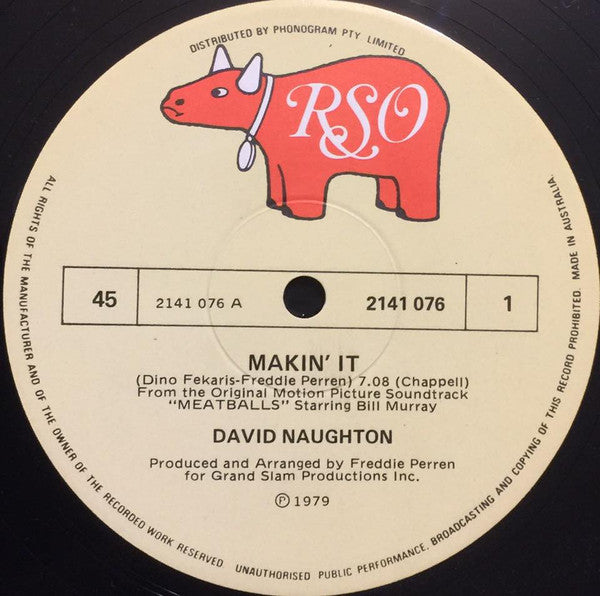 DISTRIBUTED BY PHONOGRAM PTY LIMITED
RSO
45
2141 076 A
2141 076
1
MAKIN' IT
(Dino Fekaris-Freddie Perren) 7.08 (Chappell)
From the Original Motion Picture Soundtrack
"MEATBALLS" Starring Bill Murray
DAVID NAUGHTON
Produced and Arranged by Freddie Perren
for Grand Slam Productions Inc.
℗ 1979
ALL RIGHTS OF THE MANUFACTURER AND OF THE OWNER OF THE RECORDED WORK RESERVED UNAUTHORISED PUBLIC PERFORMANCE, BROADCASTING AND COPYING OF THIS RECORD PROHIBITED. MADE IN AUSTRALIA.